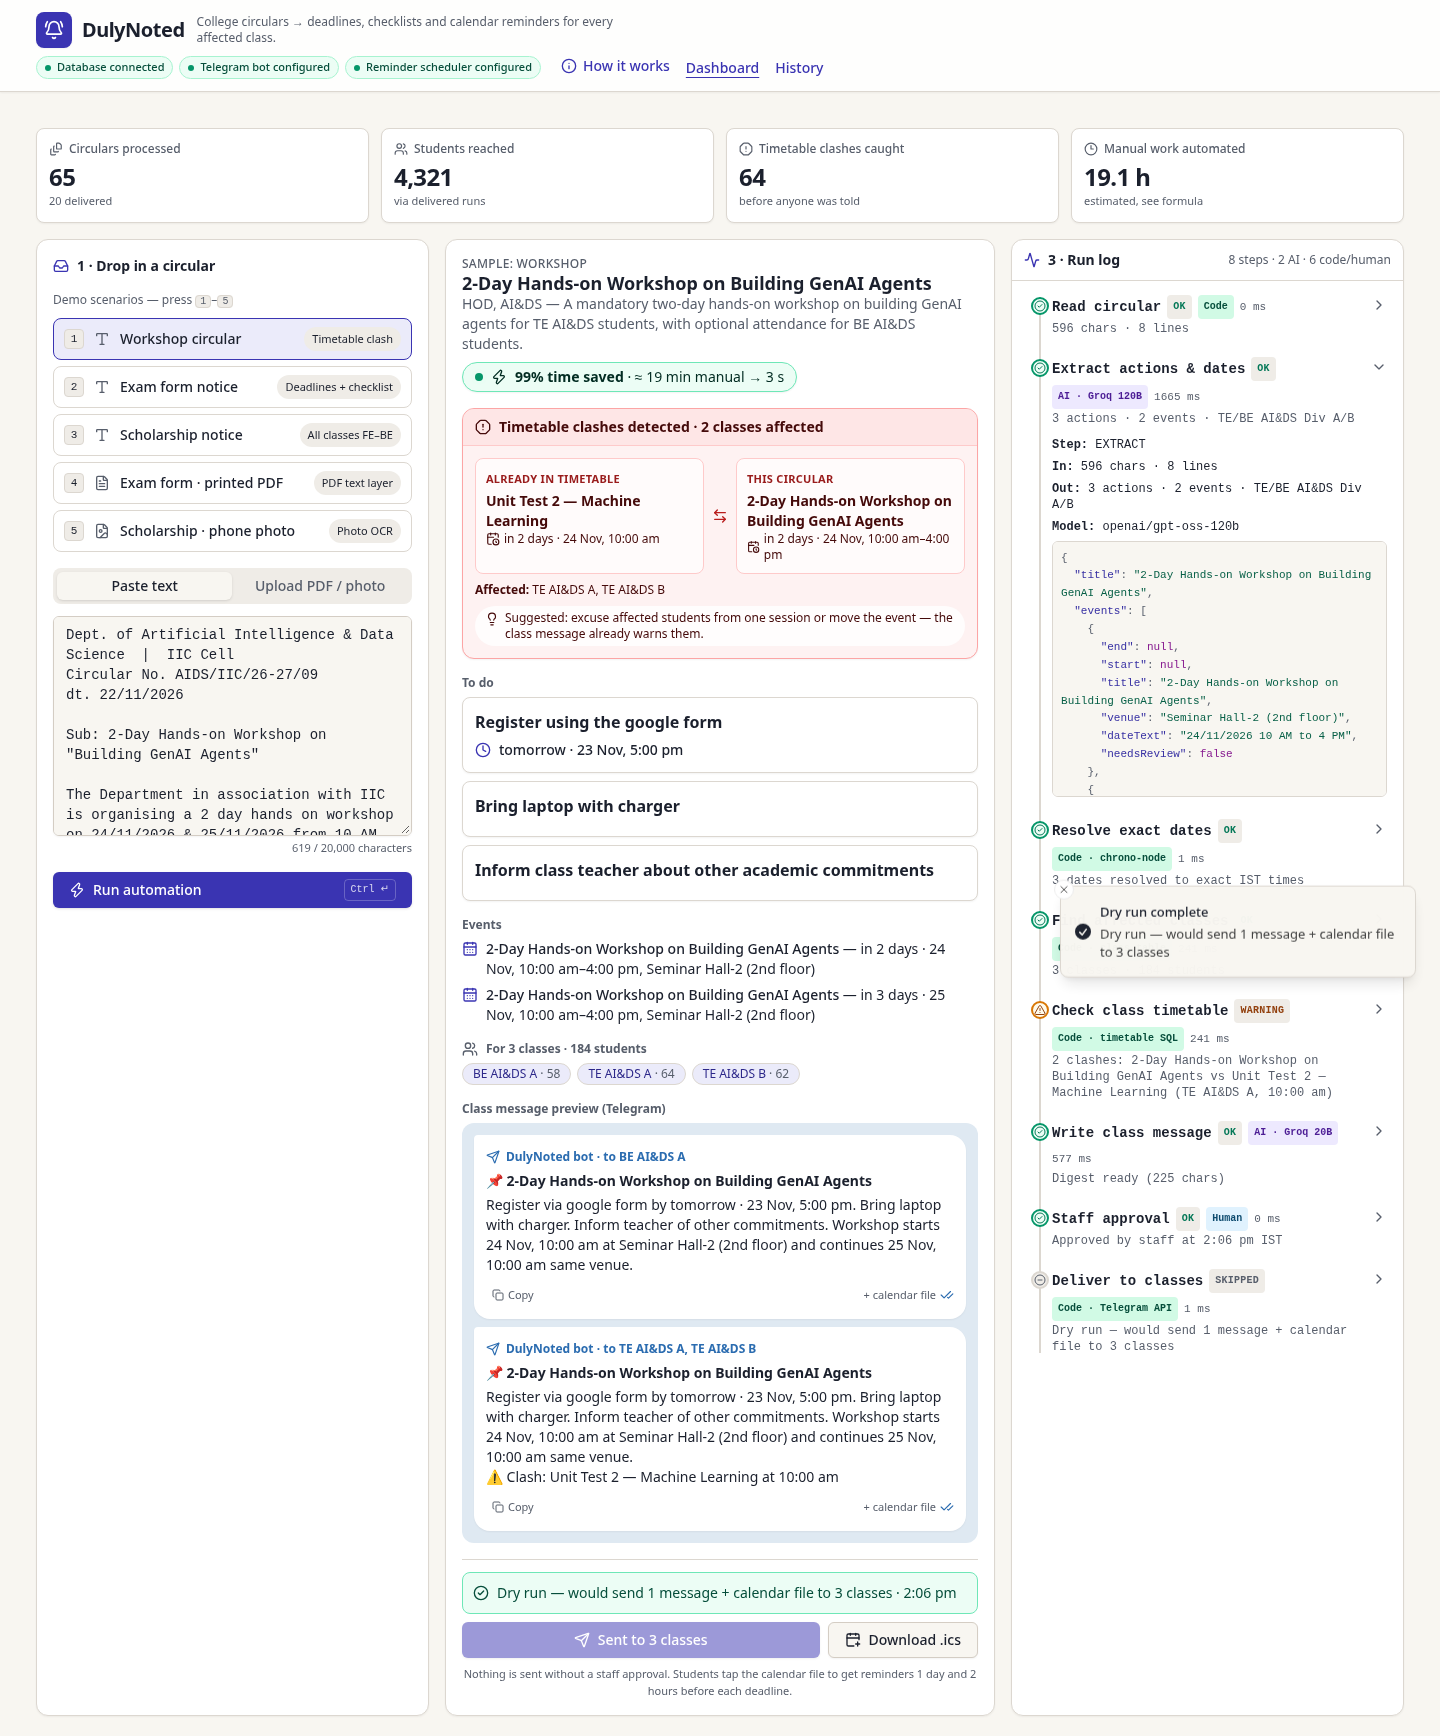 DulyNoted
College circulars → deadlines, checklists and calendar reminders for every
affected class.
Database connected
Telegram bot configured
Reminder scheduler configured
How it works
Dashboard
History
Circulars processed
65
20 delivered
Students reached
4,321
via delivered runs
Timetable clashes caught
64
before anyone was told
Manual work automated
19.1 h
estimated, see formula
1 · Drop in a circular
Demo scenarios — press 1–5
1 Workshop circular Timetable clash
2 Exam form notice Deadlines + checklist
3 Scholarship notice All classes FE–BE
4 Exam form · printed PDF PDF text layer
5 Scholarship · phone photo Photo OCR
Paste text
Upload PDF / photo
Dept. of Artificial Intelligence & Data
Science | IIC Cell
Circular No. AIDS/IIC/26-27/09
dt. 22/11/2026
Sub: 2-Day Hands-on Workshop on
"Building GenAI Agents"
The Department in association with IIC
is organising a 2 day hands on workshop
on 24/11/2026 & 25/11/2026 from 10 AM
619 / 20,000 characters
Run automation Ctrl ↵
SAMPLE: WORKSHOP
2-Day Hands-on Workshop on Building GenAI Agents
HOD, AI&DS — A mandatory two-day hands-on workshop on building GenAI
agents for TE AI&DS students, with optional attendance for BE AI&DS
students.
99% time saved · ≈ 19 min manual → 3 s
Timetable clashes detected · 2 classes affected
ALREADY IN TIMETABLE
Unit Test 2 — Machine
Learning
in 2 days · 24 Nov, 10:00 am
THIS CIRCULAR
2-Day Hands-on Workshop on
Building GenAI Agents
in 2 days · 24 Nov, 10:00 am–4:00
pm
Affected: TE AI&DS A, TE AI&DS B
Suggested: excuse affected students from one session or move the event — the
class message already warns them.
To do
Register using the google form
tomorrow · 23 Nov, 5:00 pm
Bring laptop with charger
Inform class teacher about other academic commitments
Events
2-Day Hands-on Workshop on Building GenAI Agents — in 2 days · 24
Nov, 10:00 am–4:00 pm, Seminar Hall-2 (2nd floor)
2-Day Hands-on Workshop on Building GenAI Agents — in 3 days · 25
Nov, 10:00 am–4:00 pm, Seminar Hall-2 (2nd floor)
For 3 classes · 184 students
BE AI&DS A · 58
TE AI&DS A · 64
TE AI&DS B · 62
Class message preview (Telegram)
DulyNoted bot · to BE AI&DS A
📌 2-Day Hands-on Workshop on Building GenAI Agents
Register via google form by tomorrow · 23 Nov, 5:00 pm. Bring laptop
with charger. Inform teacher of other commitments. Workshop starts
24 Nov, 10:00 am at Seminar Hall-2 (2nd floor) and continues 25 Nov,
10:00 am same venue.
Copy
+ calendar file
DulyNoted bot · to TE AI&DS A, TE AI&DS B
📌 2-Day Hands-on Workshop on Building GenAI Agents
Register via google form by tomorrow · 23 Nov, 5:00 pm. Bring laptop
with charger. Inform teacher of other commitments. Workshop starts
24 Nov, 10:00 am at Seminar Hall-2 (2nd floor) and continues 25 Nov,
10:00 am same venue.
⚠️ Clash: Unit Test 2 — Machine Learning at 10:00 am
Copy
+ calendar file
Dry run — would send 1 message + calendar file to 3 classes · 2:06 pm
Sent to 3 classes
Download .ics
Nothing is sent without a staff approval. Students tap the calendar file to get reminders 1 day and 2
hours before each deadline.
3 · Run log
8 steps · 2 AI · 6 code/human
Read circular OK Code 0 ms
596 chars · 8 lines
Extract actions & dates OK
AI · Groq 120B 1665 ms
3 actions · 2 events · TE/BE AI&DS Div A/B
Step: EXTRACT
In: 596 chars · 8 lines
Out: 3 actions · 2 events · TE/BE AI&DS Div
A/B
Model: openai/gpt-oss-120b
{
"title": "2-Day Hands-on Workshop on Building
GenAI Agents",
"events": [
{
"end": null,
"start": null,
"title": "2-Day Hands-on Workshop on
Building GenAI Agents",
"venue": "Seminar Hall-2 (2nd floor)",
"dateText": "24/11/2026 10 AM to 4 PM",
"needsReview": false
},
{
Resolve exact dates OK
Code · chrono-node 1 ms
3 dates resolved to exact IST times
Dry run complete
Dry run — would send 1 message + calendar file
to 3 classes
Check class timetable WARNING
Code · timetable SQL 241 ms
2 clashes: 2-Day Hands-on Workshop on
Building GenAI Agents vs Unit Test 2 —
Machine Learning (TE AI&DS A, 10:00 am)
Write class message OK AI · Groq 20B
577 ms
Digest ready (225 chars)
Staff approval OK Human 0 ms
Approved by staff at 2:06 pm IST
Deliver to classes SKIPPED
Code · Telegram API 1 ms
Dry run — would send 1 message + calendar
file to 3 classes